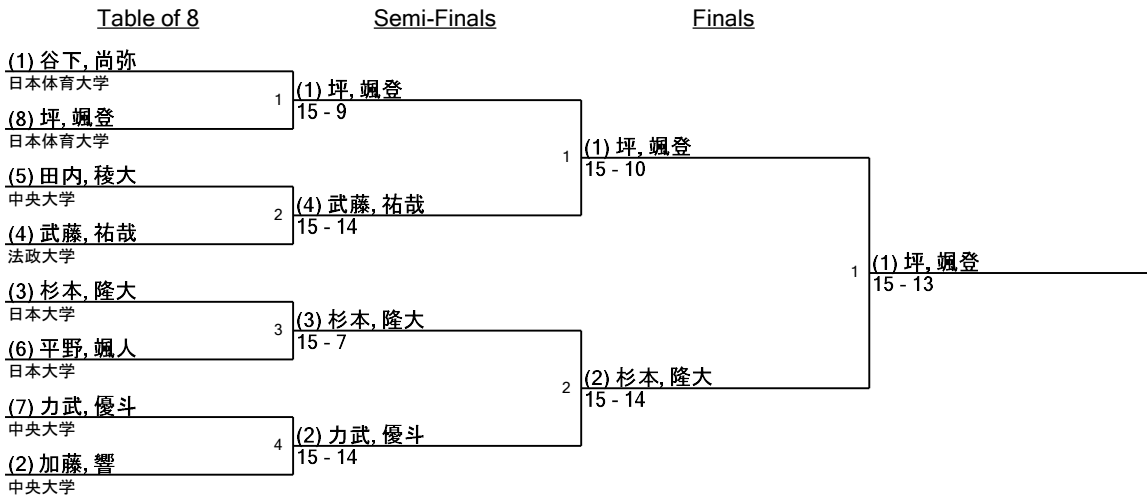 Table of 8
Semi-Finals
Finals
(1) 谷下, 尚弥
日本体育大学
(8) 坪, 颯登
日本体育大学
(5) 田内, 稜大
中央大学
(4) 武藤, 祐哉
法政大学
(3) 杉本, 隆大
日本大学
(6) 平野, 颯人
日本大学
(7) 力武, 優斗
中央大学
(2) 加藤, 響
中央大学
1
(1) 坪, 颯登
15 - 9
2
(4) 武藤, 祐哉
15 - 14
3
(3) 杉本, 隆大
15 - 7
4
(2) 力武, 優斗
15 - 14
1
(1) 坪, 颯登
15 - 10
2
(2) 杉本, 隆大
15 - 14
1
(1) 坪, 颯登
15 - 13